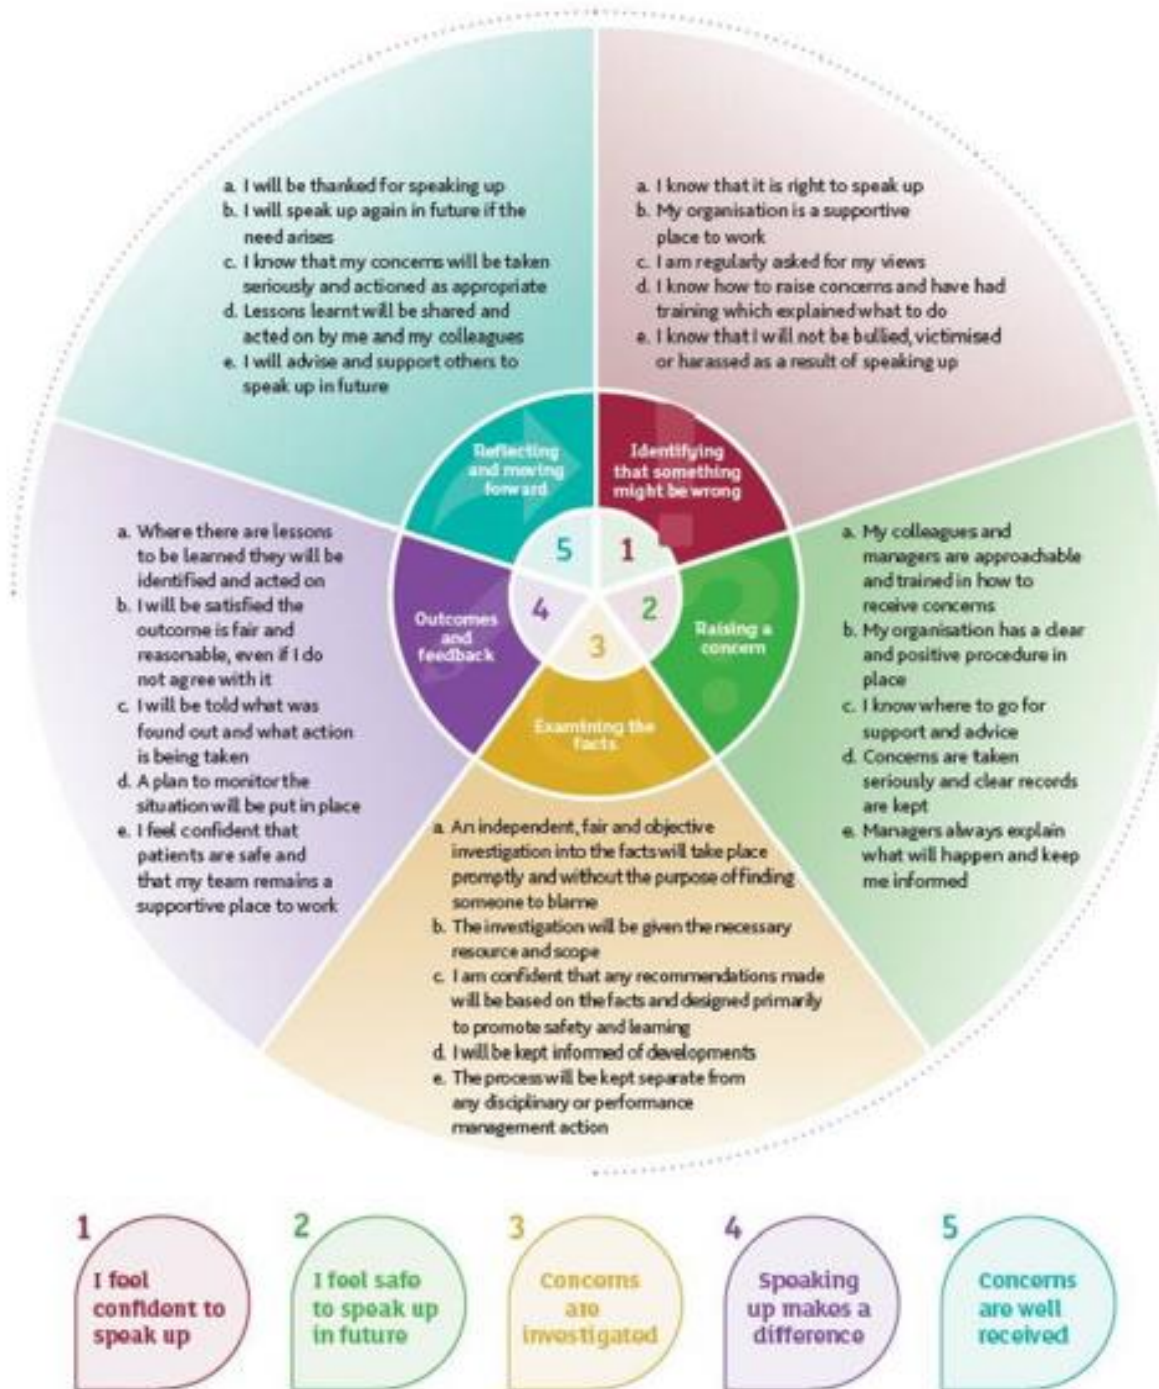 a. I will be thanked for speaking up
b. I will speak up again in future if the
need arises
c. I know that my concerns will be taken
seriously and actioned as appropriate
d. Lessons learnt will be shared and
acted on by me and my colleagues
e. I will advise and support others to
speak up in future
a. I know that it is right to speak up
b. My organisation is a supportive
place to work
c. I am regularly asked for my views
d. I know how to raise concerns and have had
training which explained what to do
e. I know that I will not be bullied, victimised
or harassed as a result of speaking up
Reflecting
and moving
forward
Identifying
that something
might be wrong
5
1
4
2
3
Outcomes
and
feedback
Raising a
concern
Examining the
facts
a. Where there are lessons
to be learned they will be
identified and acted on
b. I will be satisfied the
outcome is fair and
reasonable, even if I do
not agree with it
c. I will be told what was
found out and what action
is being taken
d. A plan to monitor the
situation will be put in place
e. I feel confident that
patients are safe and
that my team remains a
supportive place to work
a. My colleagues and
managers are approachable
and trained in how to
receive concerns
b. My organisation has a clear
and positive procedure in
place
c. I know where to go for
support and advice
d. Concerns are taken
seriously and clear records
are kept
e. Managers always explain
what will happen and keep
me informed
a. An independent, fair and objective
investigation into the facts will take place
promptly and without the purpose of finding
someone to blame
b. The investigation will be given the necessary
resource and scope
c. I am confident that any recommendations made
will be based on the facts and designed primarily
to promote safety and learning
d. I will be kept informed of developments
e. The process will be kept separate from
any disciplinary or performance
management action
1
I feel
confident to
speak up
2
I feel safe
to speak up
in future
3
Concerns
are
investigated
4
Speaking
up makes a
difference
5
Concerns
are well
received